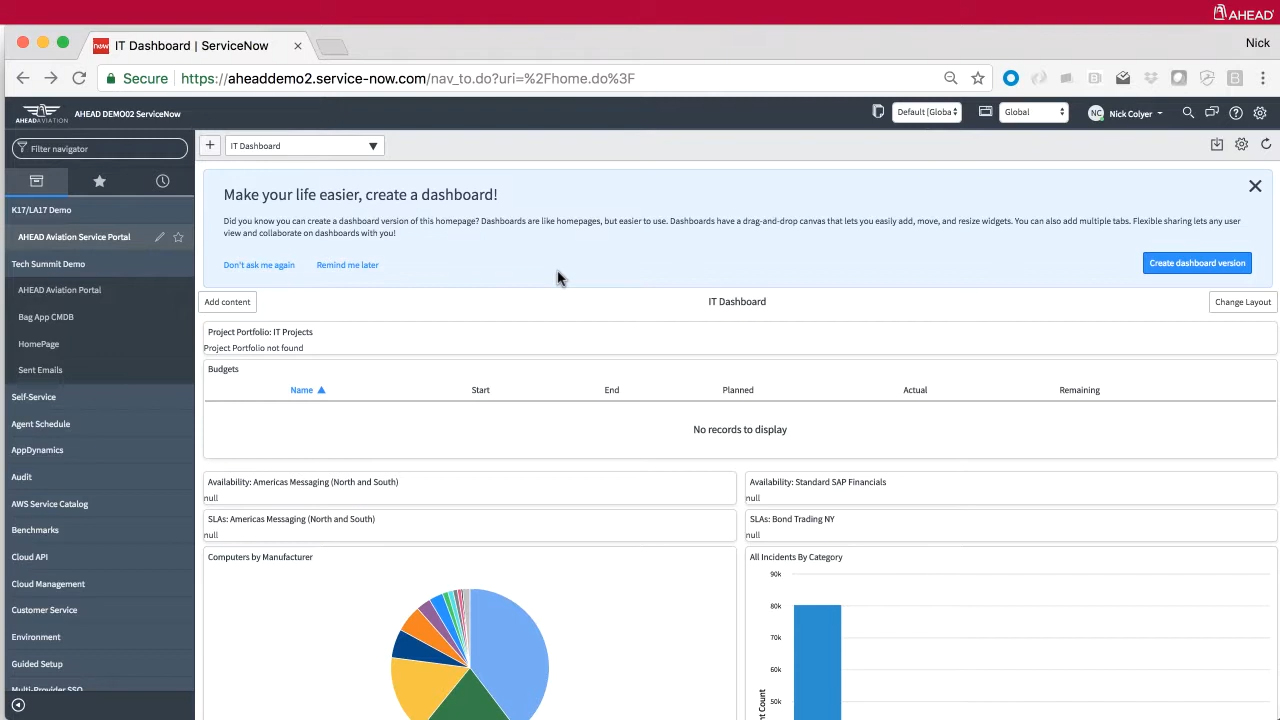 AHEAD
IT Dashboard | ServiceNow
Nick
Secure
https://aheaddemo2.service-now.com/nav_to.do?uri=%2Fhome.do%3F
AHEADAVIATION
AHEAD DEMO02 ServiceNow
Default [Globa
Global
NC
Nick Colyer
Filter navigator
IT Dashboard
K17/LA17 Demo
AHEAD Aviation Service Portal
Tech Summit Demo
AHEAD Aviation Portal
Bag App CMDB
HomePage
Sent Emails
Self-Service
Agent Schedule
AppDynamics
Audit
AWS Service Catalog
Benchmarks
Cloud API
Cloud Management
Customer Service
Environment
Guided Setup
Multi-Provider SSO
Make your life easier, create a dashboard!
Did you know you can create a dashboard version of this homepage? Dashboards are like homepages, but easier to use. Dashboards have a drag-and-drop canvas that lets you easily add, move, and resize widgets. You can also add multiple tabs. Flexible sharing lets any user
view and collaborate on dashboards with you!
Don't ask me again
Remind me later
Create dashboard version
Add content
IT Dashboard
Change Layout
Project Portfolio: IT Projects
Project Portfolio not found
Budgets
Name
Start
End
Planned
Actual
Remaining
No records to display
Availability: Americas Messaging (North and South)
null
Availability: Standard SAP Financials
null
SLAs: Americas Messaging (North and South)
null
SLAs: Bond Trading NY
null
Computers by Manufacturer
All Incidents By Category
90k
80k
70k
60k
50k